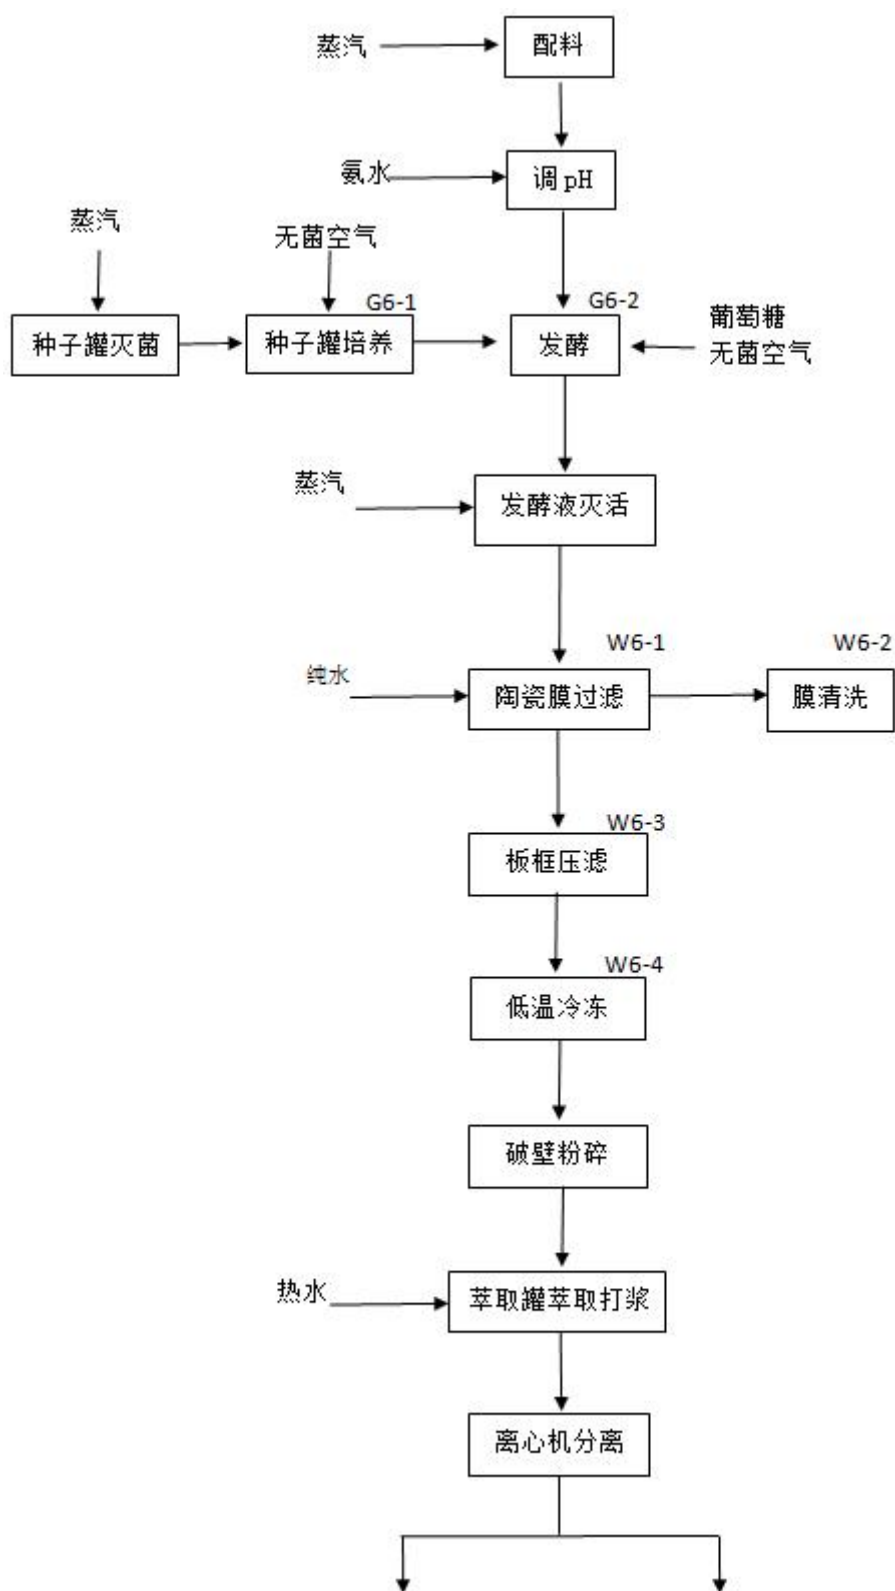 蒸汽
配料
氨水
调pH
蒸汽
无菌空气
G6-1
G6-2
种子罐灭菌
种子罐培养
发酵
葡萄糖
无菌空气
蒸汽
发酵液灭活
W6-1
W6-2
纯水
陶瓷膜过滤
膜清洗
W6-3
板框压滤
W6-4
低温冷冻
破壁粉碎
热水
萃取罐萃取打浆
离心机分离